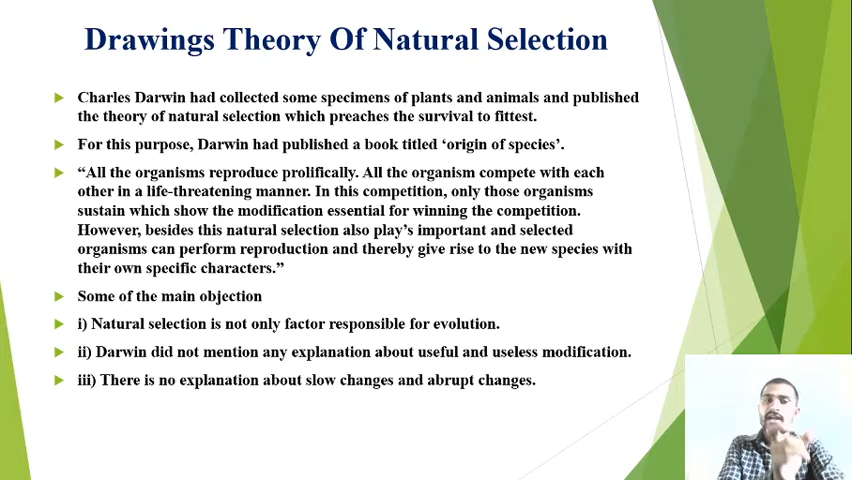 Drawings Theory Of Natural Selection
Charles Darwin had collected some specimens of plants and animals and published
the theory of natural selection which preaches the survival to fittest.
For this purpose, Darwin had published a book titled ‘origin of species’.
“All the organisms reproduce prolifically. All the organism compete with each
other in a life-threatening manner. In this competition, only those organisms
sustain which show the modification essential for winning the competition.
However, besides this natural selection also play’s important and selected
organisms can perform reproduction and thereby give rise to the new species with
their own specific characters.”
Some of the main objection
i) Natural selection is not only factor responsible for evolution.
ii) Darwin did not mention any explanation about useful and useless modification.
iii) There is no explanation about slow changes and abrupt changes.